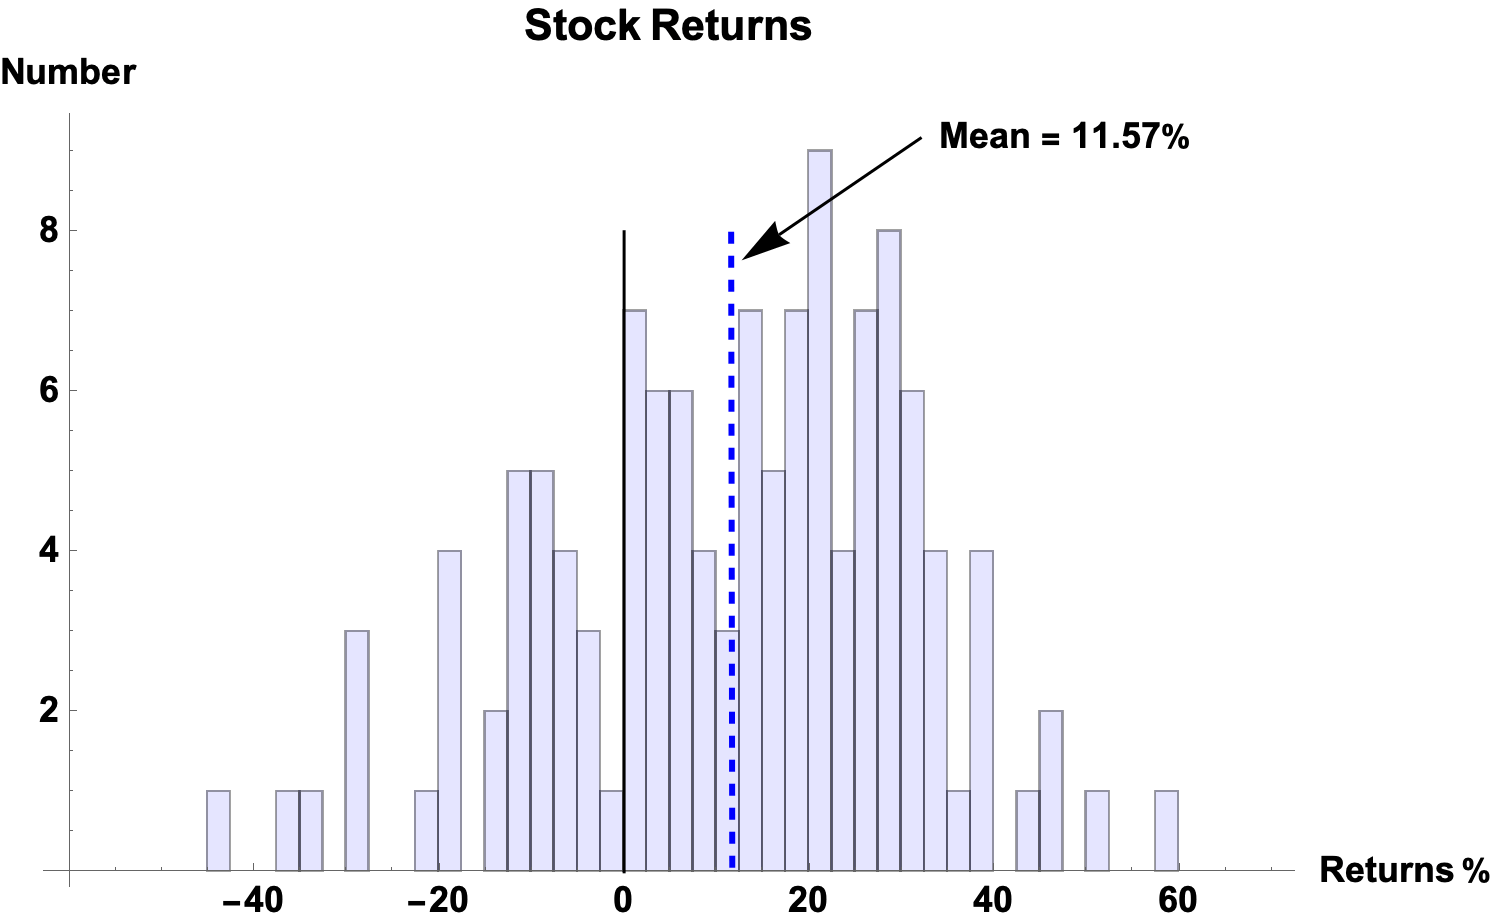 Stock Returns
Number
Mean = 11.57%
8
6
4
2
−40 −20 0 20 40 60
Returns %